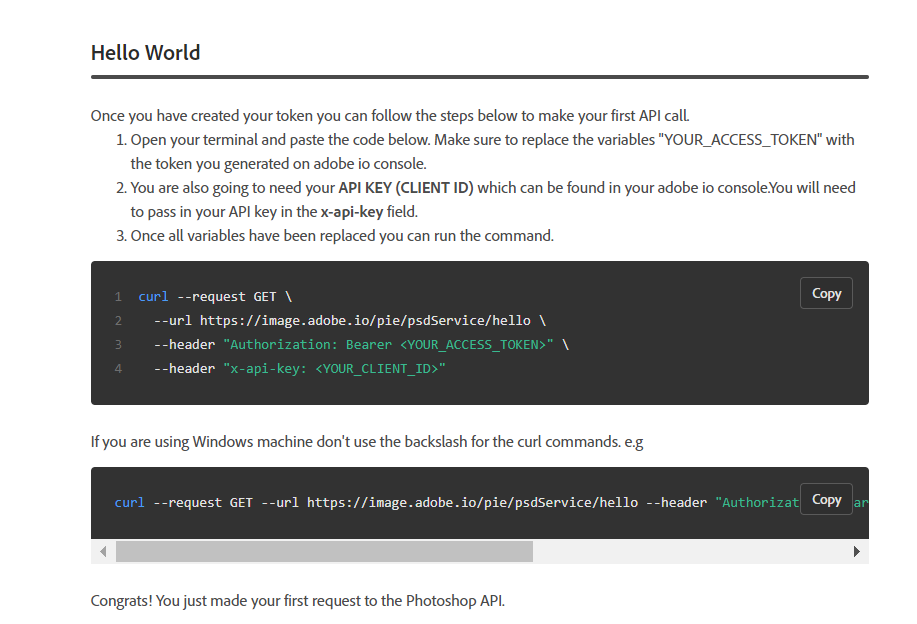 Hello World
Once you have created your token you can follow the steps below to make your first API call.
1. Open your terminal and paste the code below. Make sure to replace the variables "YOUR_ACCESS_TOKEN" with
the token you generated on adobe io console.
2. You are also going to need your API KEY (CLIENT ID) which can be found in your adobe io console.You will need
to pass in your API key in the x-api-key field.
3. Once all variables have been replaced you can run the command.
Copy
1 curl --request GET \
2 --url https://image.adobe.io/pie/psdService/hello \
3 --header "Authorization: Bearer <YOUR_ACCESS_TOKEN>" \
4 --header "x-api-key: <YOUR_CLIENT_ID>"
If you are using Windows machine don't use the backslash for the curl commands. e.g
curl --request GET --url https://image.adobe.io/pie/psdService/hello --header "Authorizat Copy ar
Congrats! You just made your first request to the Photoshop API.